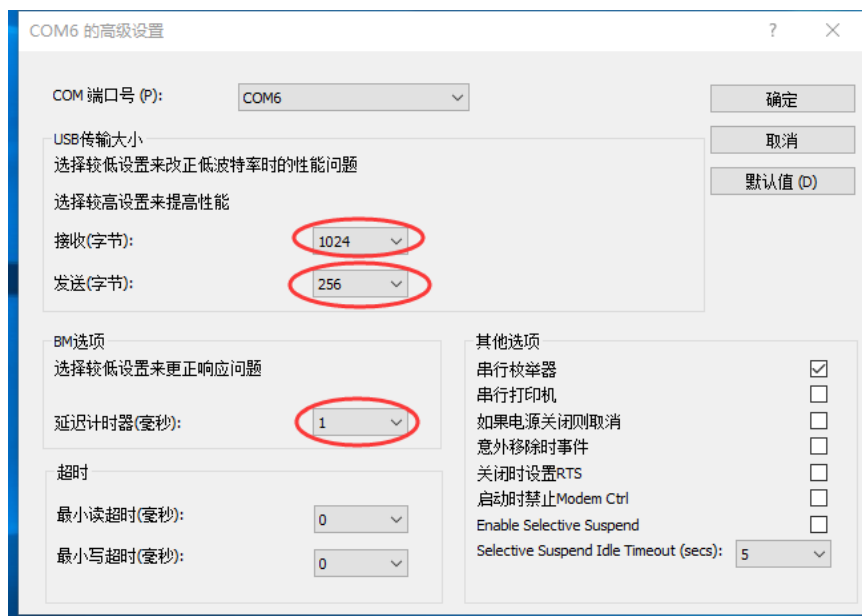 COM6 的高级设置
?
COM 端口号 (P):
COM6
确定
取消
默认值 (D)
USB传输大小
选择较低设置来改正低波特率时的性能问题
选择较高设置来提高性能
接收(字节):
1024
发送(字节):
256
BM选项
选择较低设置来更正响应问题
延迟计时器(毫秒):
1
超时
最小读超时(毫秒):
0
最小写超时(毫秒):
0
其他选项
串行枚举器
串行打印机
如果电源关闭则取消
意外移除时事件
关闭时设置RTS
启动时禁止Modem Ctrl
Enable Selective Suspend
Selective Suspend Idle Timeout (secs):
5